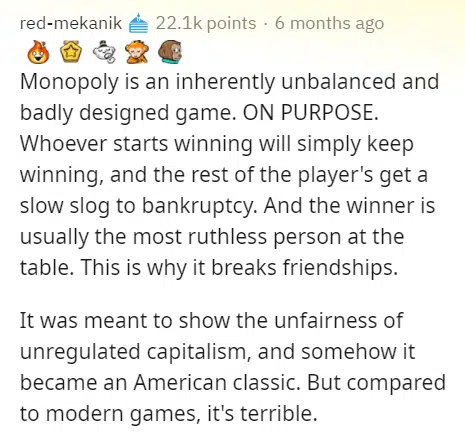 red-mekanik 22.1k points · 6 months ago
Monopoly is an inherently unbalanced and
badly designed game. ON PURPOSE.
Whoever starts winning will simply keep
winning, and the rest of the player's get a
slow slog to bankruptcy. And the winner is
usually the most ruthless person at the
table. This is why it breaks friendships.
It was meant to show the unfairness of
unregulated capitalism, and somehow it
became an American classic. But compared
to modern games, it's terrible.